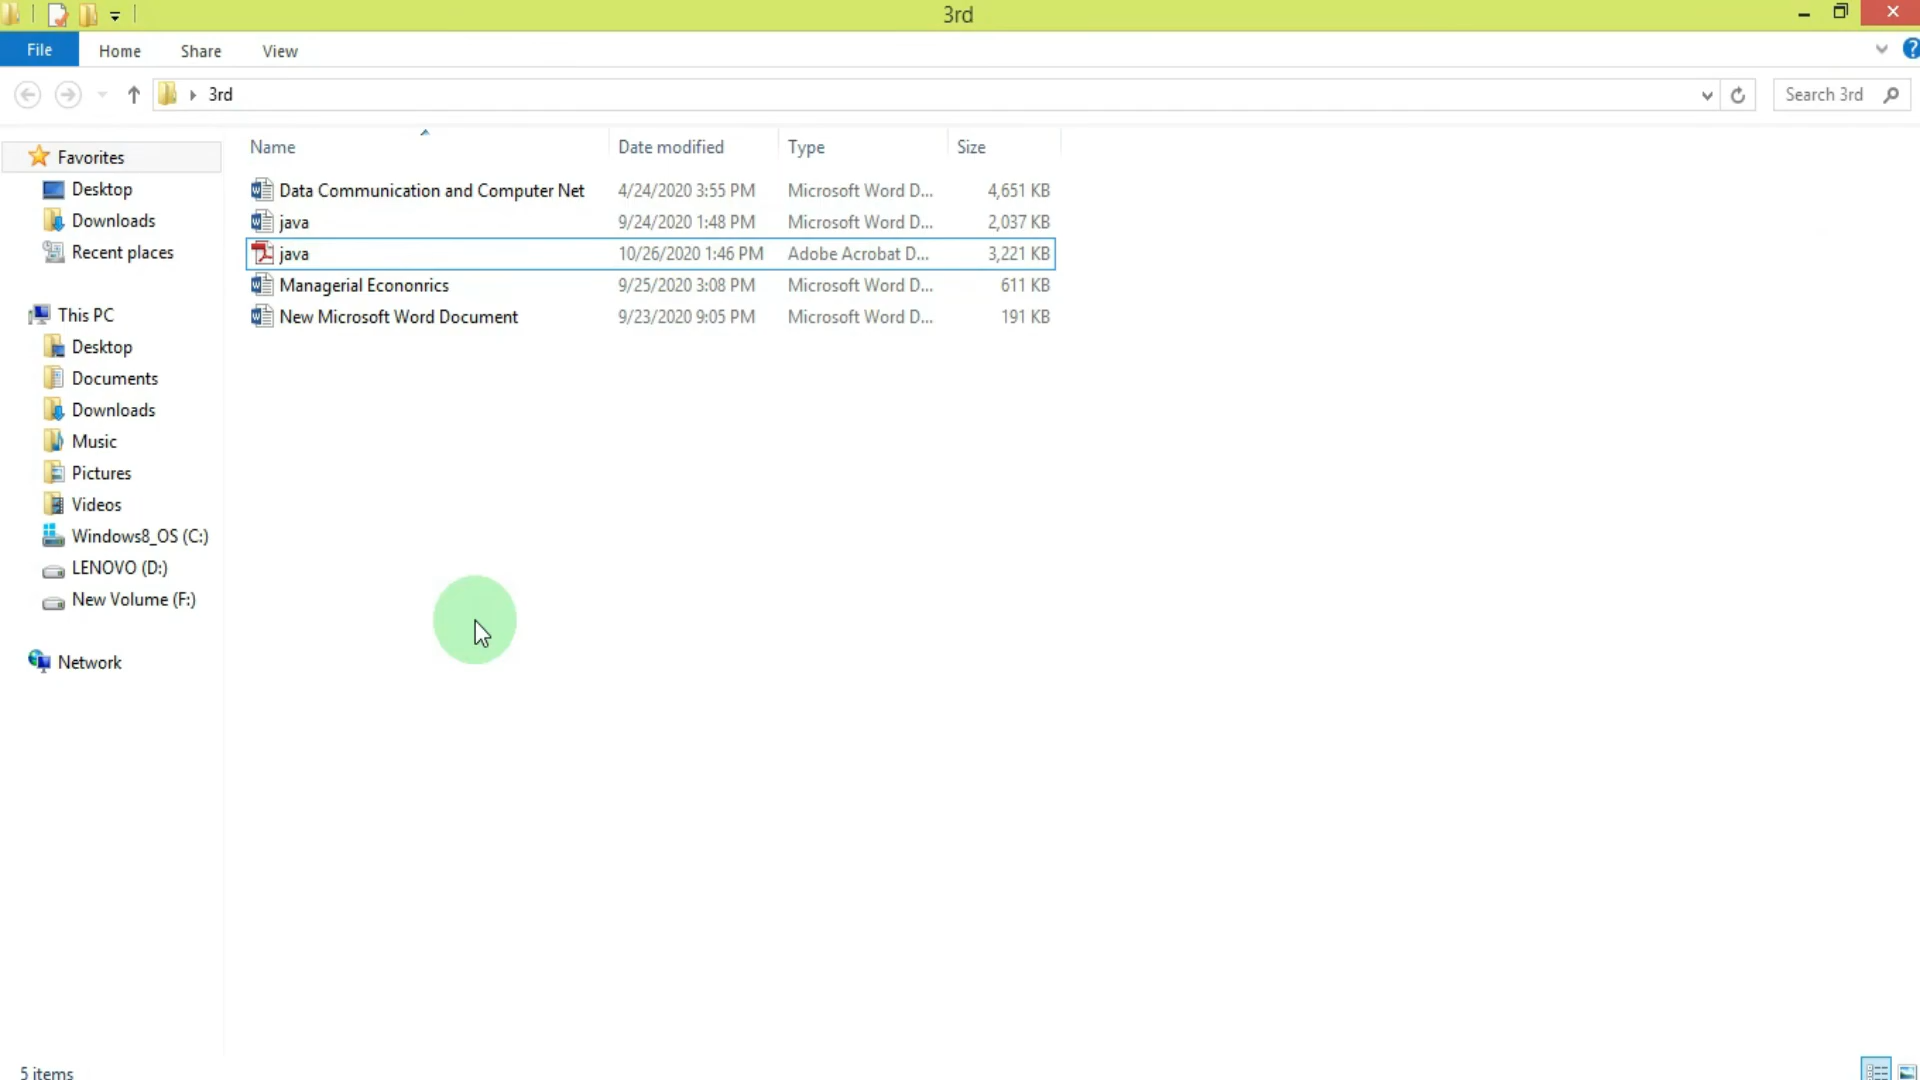 3rd
File Home Share View
3rd Search 3rd
Name Date modified Type Size
Favorites
Desktop
Downloads
Recent places
This PC
Desktop
Documents
Downloads
Music
Pictures
Videos
Windows8_OS (C:)
LENOVO (D:)
New Volume (F:)
Network
Data Communication and Computer Net 4/24/2020 3:55 PM Microsoft Word D... 4,651 KB
java 9/24/2020 1:48 PM Microsoft Word D... 2,037 KB
java 10/26/2020 1:46 PM Adobe Acrobat D... 3,221 KB
Managerial Econonrics 9/25/2020 3:08 PM Microsoft Word D... 611 KB
New Microsoft Word Document 9/23/2020 9:05 PM Microsoft Word D... 191 KB
5 items